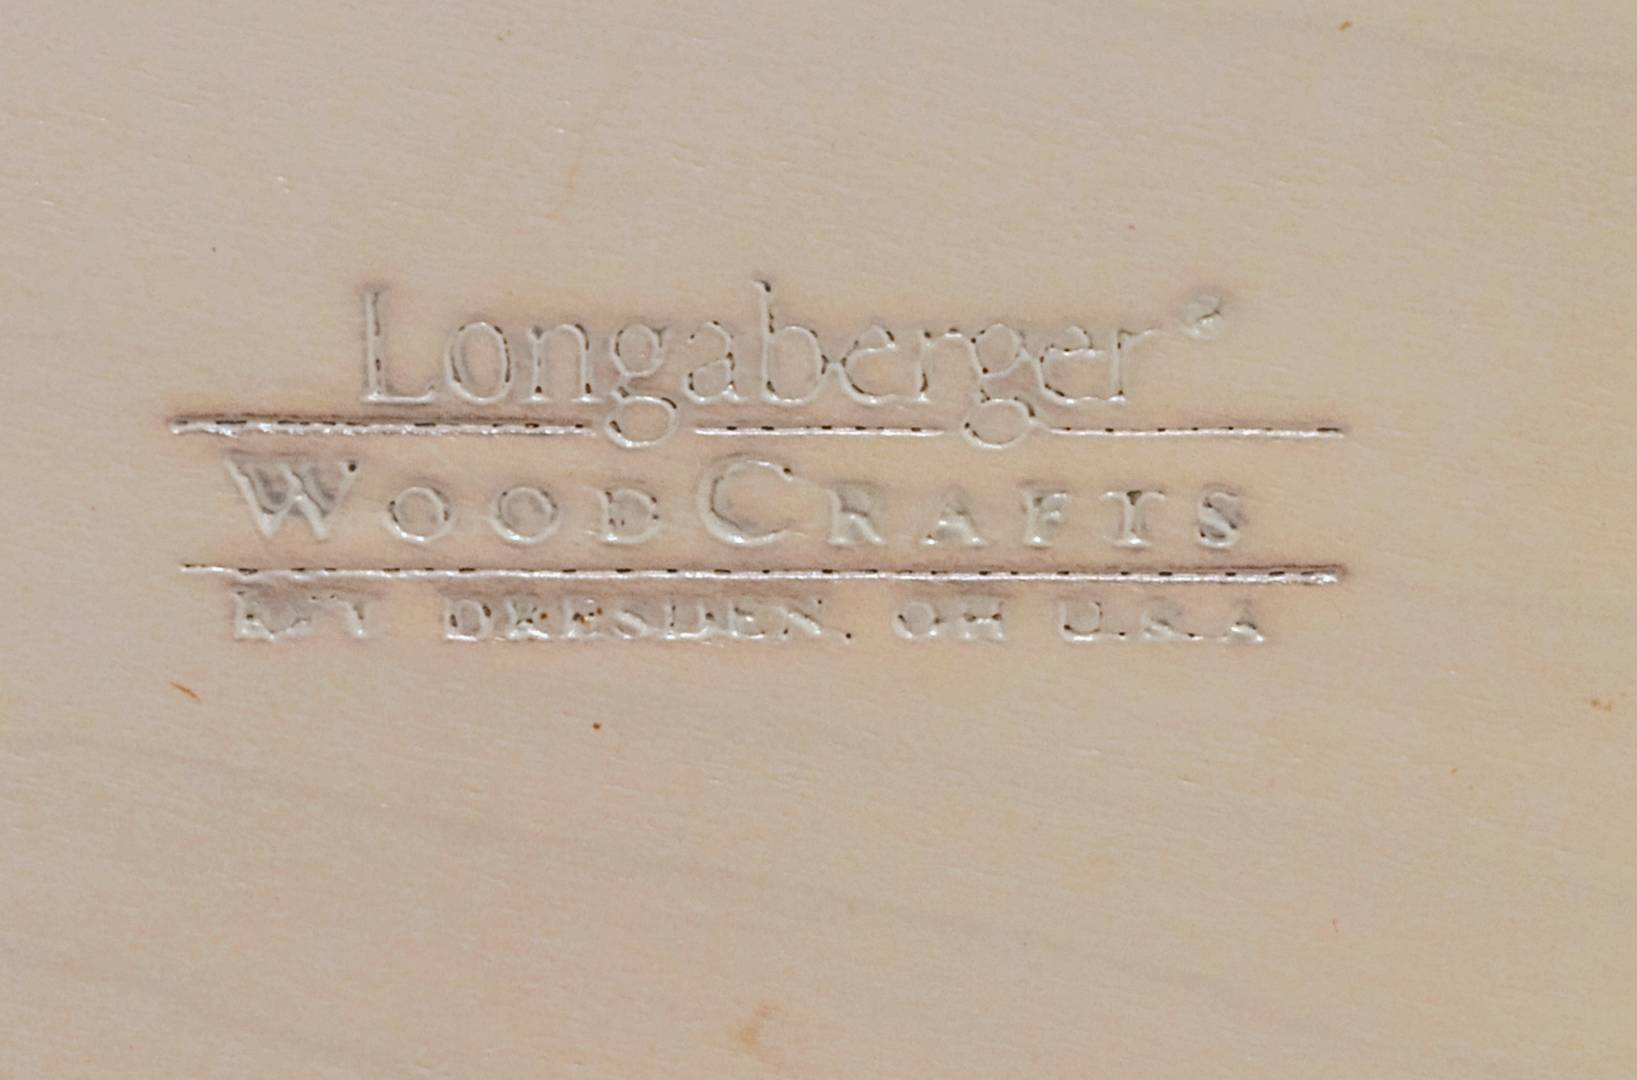 Longaberger®
WOODCRAFTS
DRESDEN, OH U.S.A